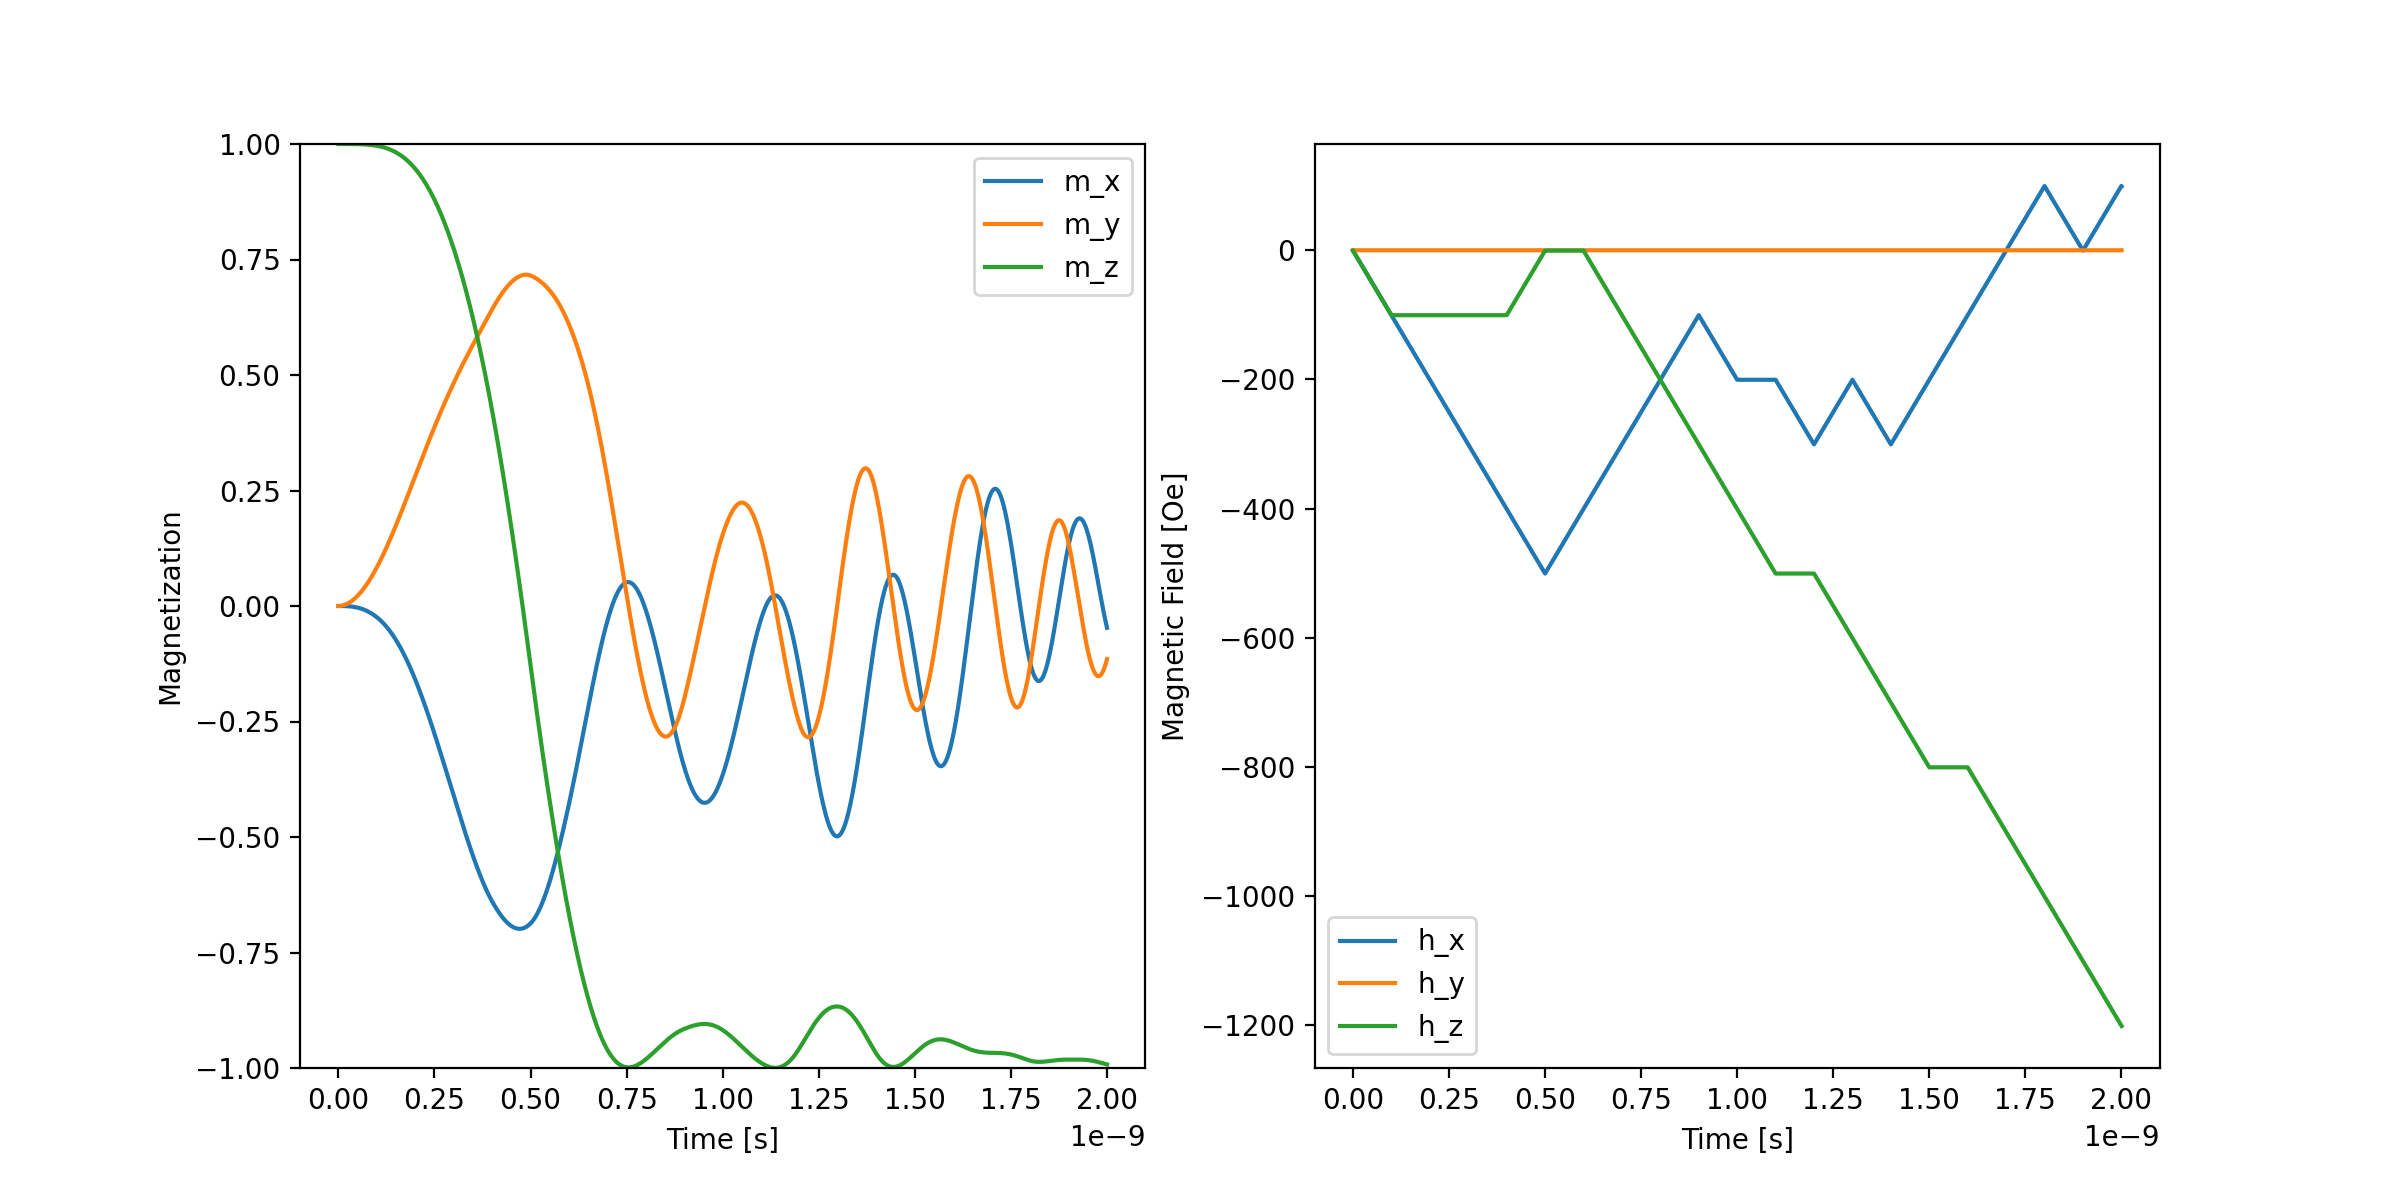 Magnetization
1.00
0.75
0.50
0.25
0.00
−0.25
−0.50
−0.75
−1.00
m_x
m_y
m_z
0.00 0.25 0.50 0.75 1.00 1.25 1.50 1.75 2.00
Time [s]
1e−9
Magnetic Field [Oe]
0
−200
−400
−600
−800
−1000
−1200
h_x
h_y
h_z
0.00 0.25 0.50 0.75 1.00 1.25 1.50 1.75 2.00
Time [s]
1e−9